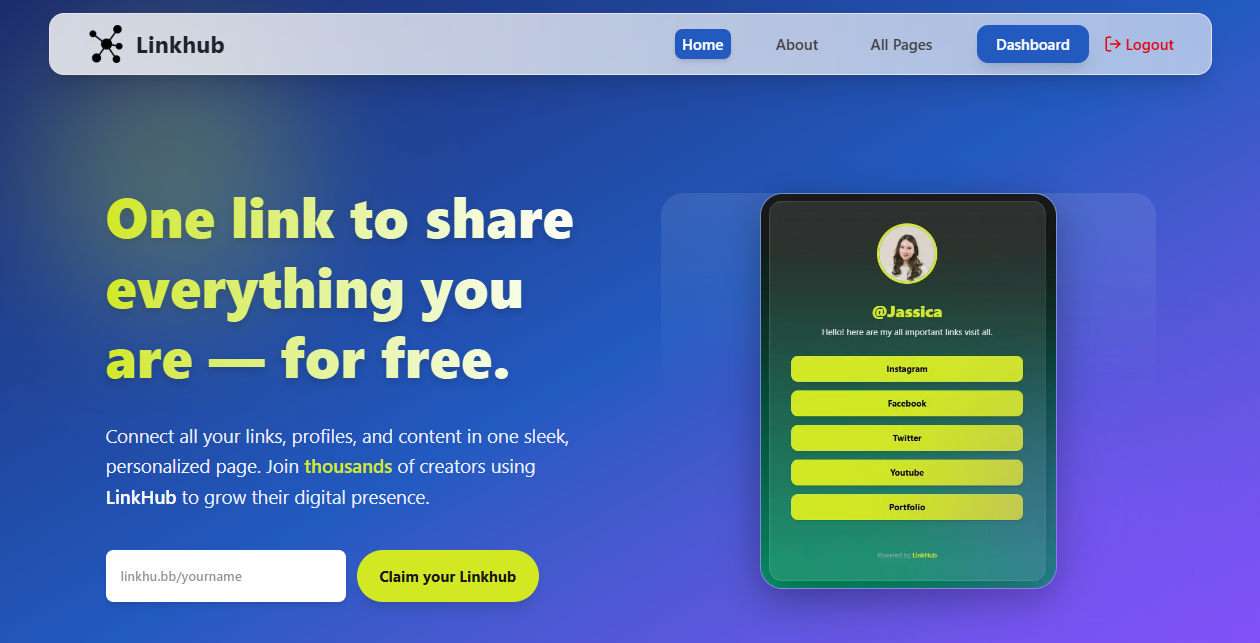 Linkhub
Home
About
All Pages
Dashboard
Logout
One link to share
everything you
are — for free.
Connect all your links, profiles, and content in one sleek,
personalized page. Join thousands of creators using
LinkHub to grow their digital presence.
linkhu.bb/yourname
Claim your Linkhub
@Jassica
Hello! here are my all important links visit all.
Instagram
Facebook
Twitter
Youtube
Portfolio
Powered by LinkHub